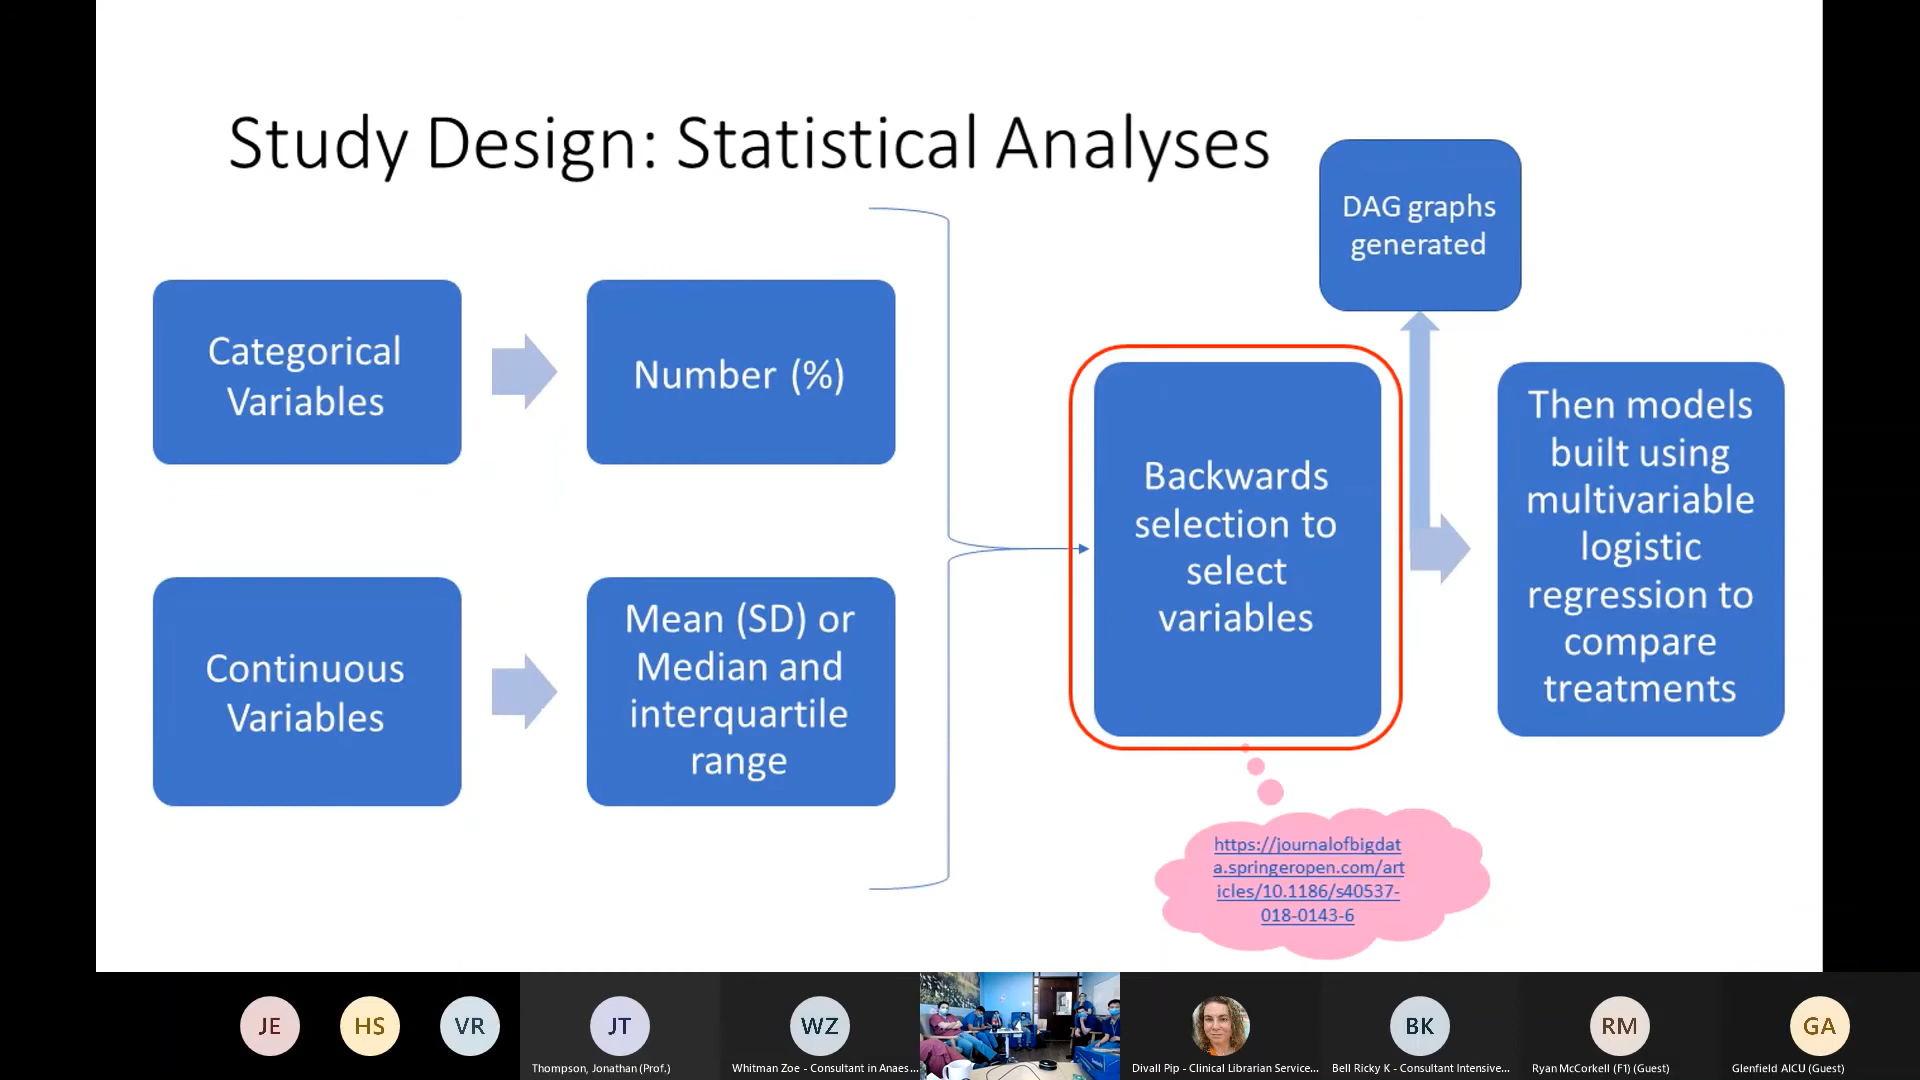 Study Design: Statistical Analyses
DAG graphs
generated
Categorical
Variables
Number (%)
Continuous
Variables
Mean (SD) or
Median and
interquartile
range
Backwards
selection to
select
variables
Then models
built using
multivariable
logistic
regression to
compare
treatments
https://journalofbigdat
a.springeropen.com/art
icles/10.1186/s40537-
018-0143-6
JE
HS
VR
JT
WZ
BK
RM
GA
Thompson, Jonathan (Prof.)
Whitman Zoe - Consultant in Anaes...
Divall Pip - Clinical Librarian Service...
Bell Ricky K - Consultant Intensive...
Ryan McCorkell (F1) (Guest)
Glenfield AICU (Guest)